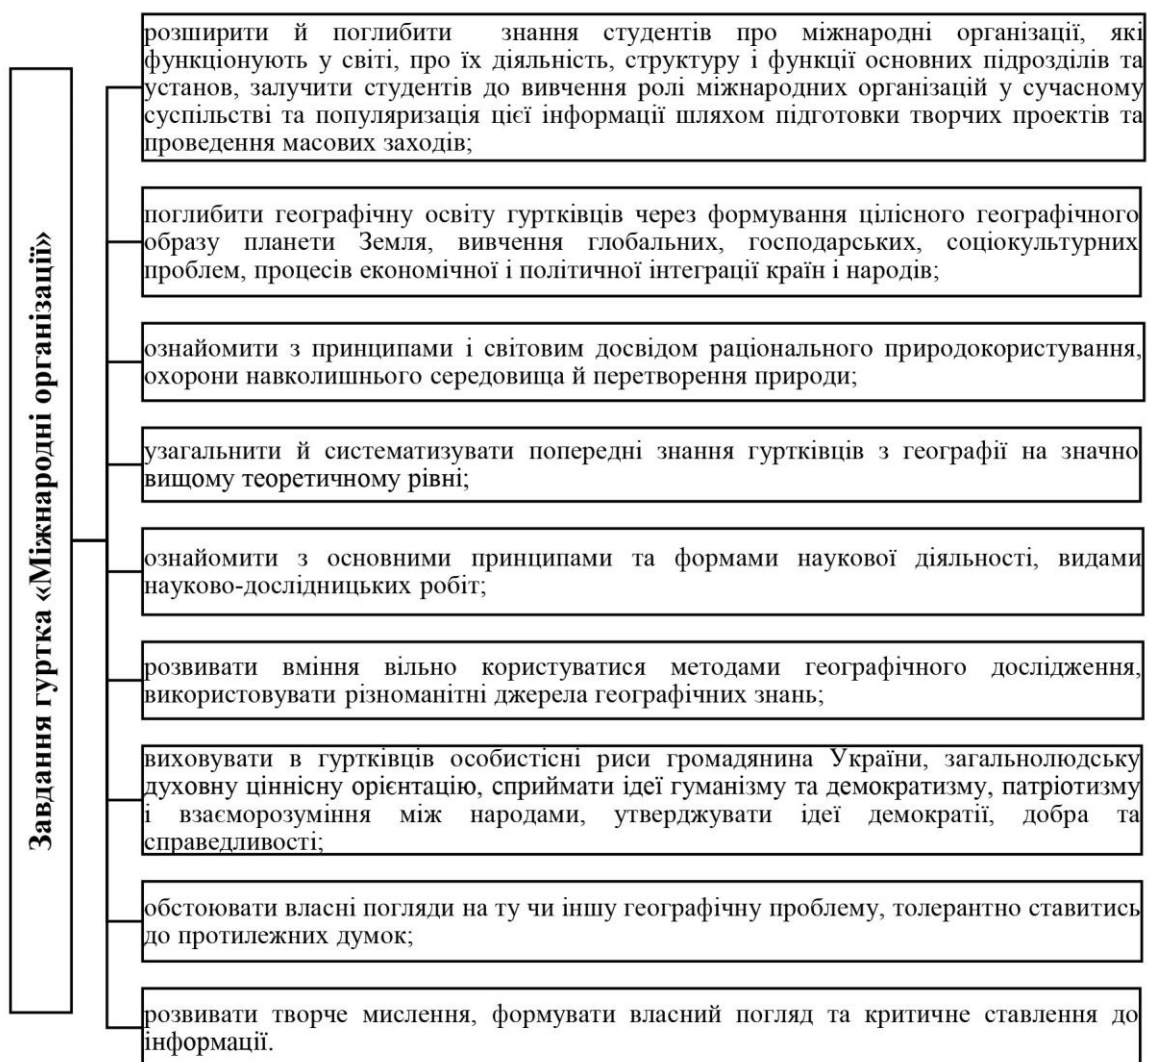 Завдання гуртка «Міжнародні організації»
розширити й поглибити знання студентів про міжнародні організації, які
функціонують у світі, про їх діяльність, структуру і функції основних підрозділів та
установ, залучити студентів до вивчення ролі міжнародних організацій у сучасному
суспільстві та популяризація цієї інформації шляхом підготовки творчих проектів та
проведення масових заходів;
поглибити географічну освіту гуртківців через формування цілісного географічного
образу планети Земля, вивчення глобальних, господарських, соціокультурних
проблем, процесів економічної і політичної інтеграції країн і народів;
ознайомити з принципами і світовим досвідом раціонального природокористування,
охорони навколишнього середовища й перетворення природи;
узагальнити й систематизувати попередні знання гуртківців з географії на значно
вищому теоретичному рівні;
ознайомити з основними принципами та формами наукової діяльності, видами
науково-дослідницьких робіт;
розвивати вміння вільно користуватися методами географічного дослідження,
використовувати різноманітні джерела географічних знань;
виховувати в гуртківців особистісні риси громадянина України, загальнолюдську
духовну ціннісну орієнтацію, сприймати ідеї гуманізму та демократизму, патріотизму
і взаєморозуміння між народами, утверджувати ідеї демократії, добра та
справедливості;
обстоювати власні погляди на ту чи іншу географічну проблему, толерантно ставитись
до протилежних думок;
розвивати творче мислення, формувати власний погляд та критичне ставлення до
інформації.